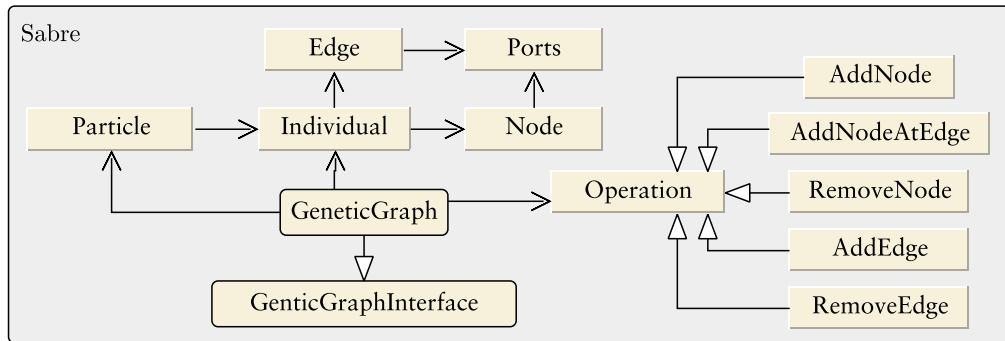 Sabre
Edge
Ports
AddNode
Particle
Individual
Node
AddNodeAtEdge
Operation
RemoveNode
GeneticGraph
AddEdge
GenticGraphInterface
RemoveEdge